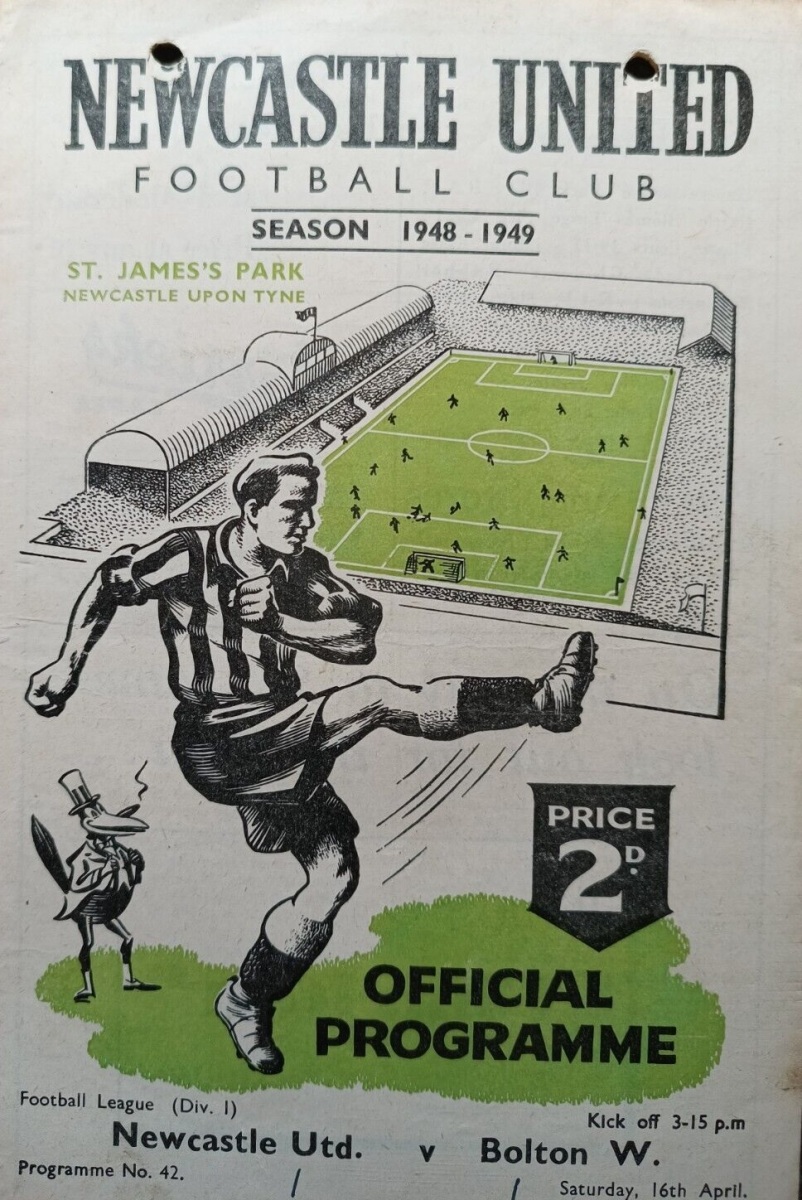 NEWCASTLE UNITED
FOOTBALL CLUB
SEASON 1948-1949
ST. JAMES'S PARK
NEWCASTLE UPON TYNE
PRICE
2D.
OFFICIAL
PROGRAMME
Football League (Div. I)
Kick off 3-15 p.m
Newcastle Utd. v Bolton W.
Programme No. 42.
Saturday, 16th April.